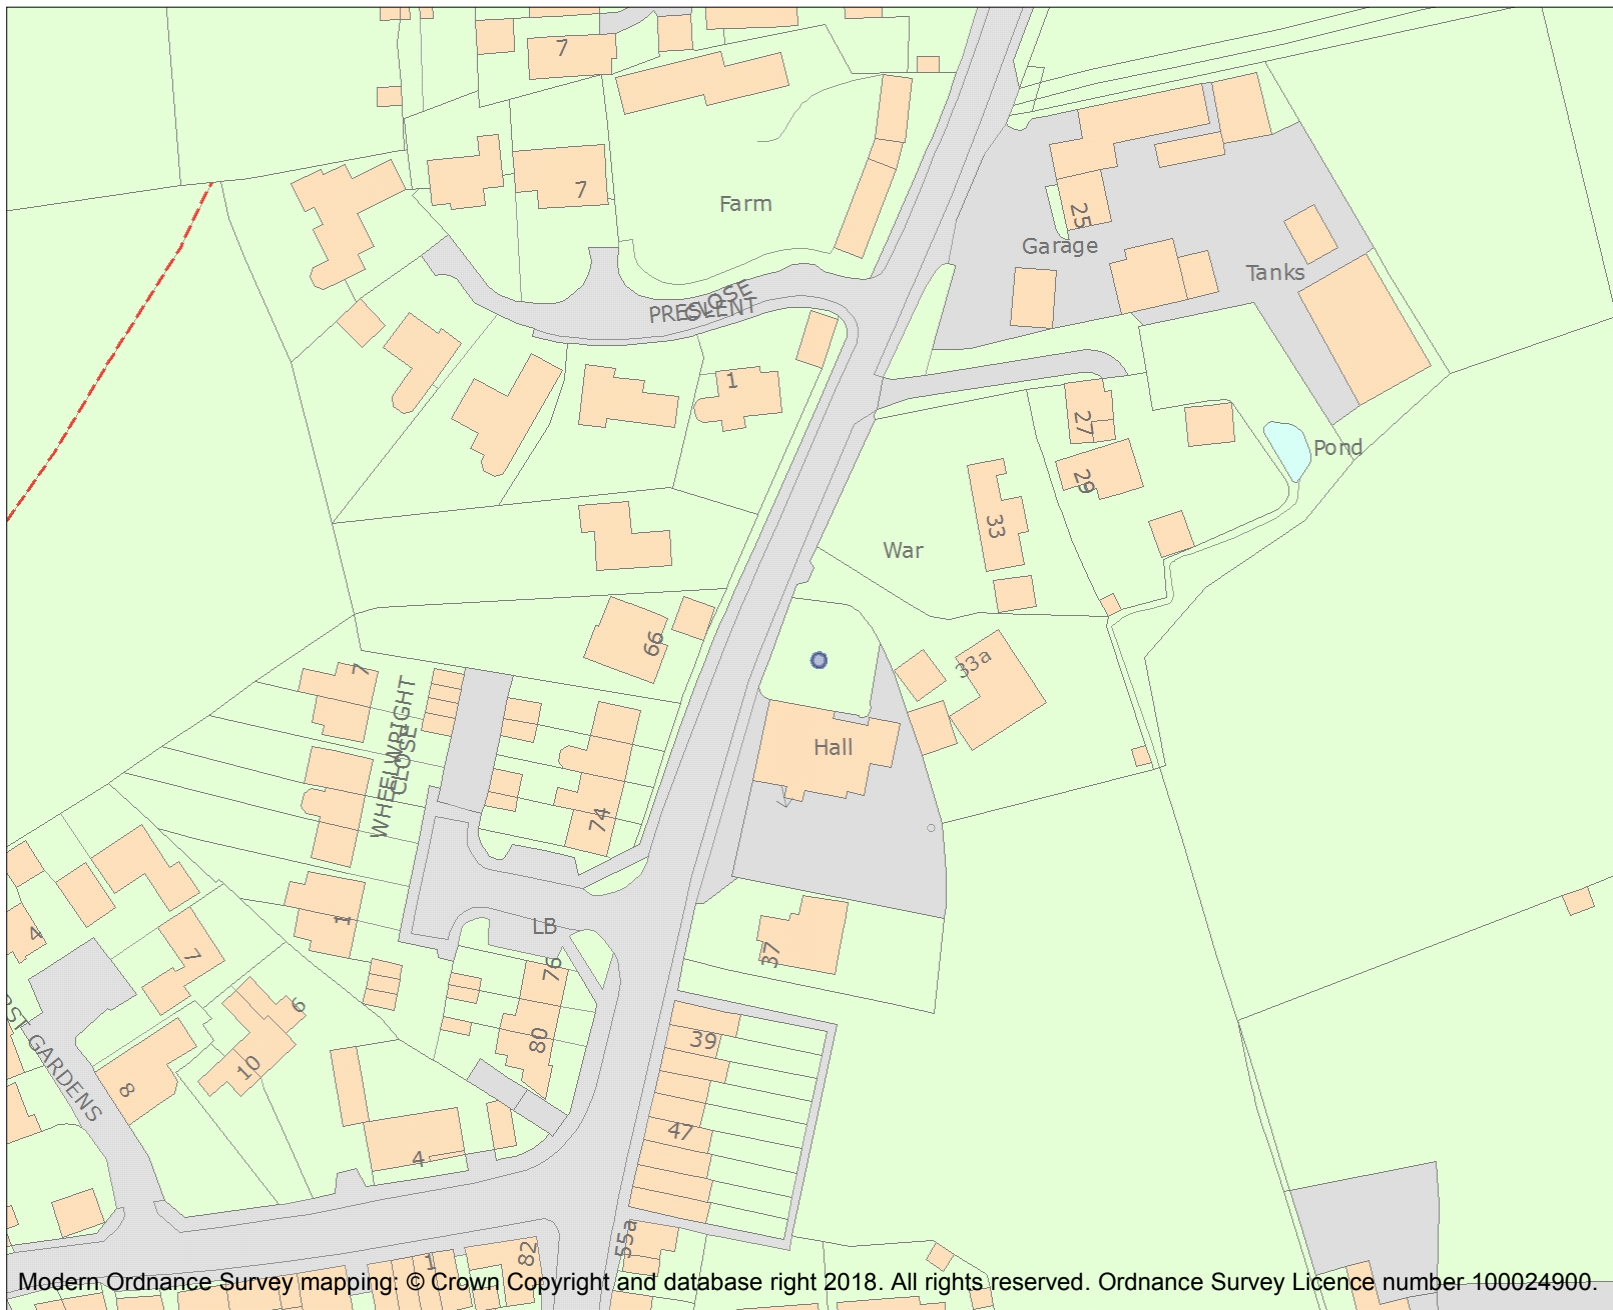 7
7
Farm
25
Garage
Tanks
PRESLENT
CLOSE
1
27
Pond
29
33
War
66
33a
7
WHEELWRIGHT
CLOSE
Hall
74
1
LB
4
7
37
76
6
RST GARDENS
39
80
10
8
47
4
55a
82
1
Modern Ordnance Survey mapping: © Crown Copyright and database right 2018. All rights reserved. Ordnance Survey Licence number 100024900.